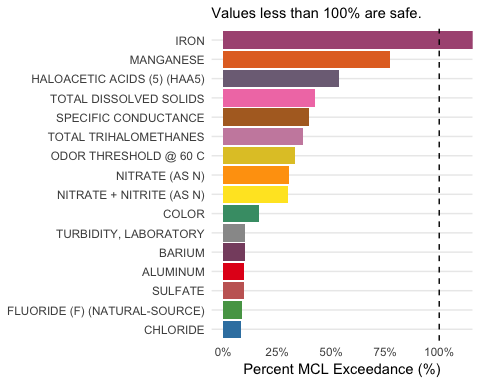 Values less than 100% are safe.
IRON
MANGANESE
HALOACETIC ACIDS (5) (HAA5)
TOTAL DISSOLVED SOLIDS
SPECIFIC CONDUCTANCE
TOTAL TRIHALOMETHANES
ODOR THRESHOLD @ 60 C
NITRATE (AS N)
NITRATE + NITRITE (AS N)
COLOR
TURBIDITY, LABORATORY
BARIUM
ALUMINUM
SULFATE
FLUORIDE (F) (NATURAL-SOURCE)
CHLORIDE
0% 25% 50% 75% 100%
Percent MCL Exceedance (%)